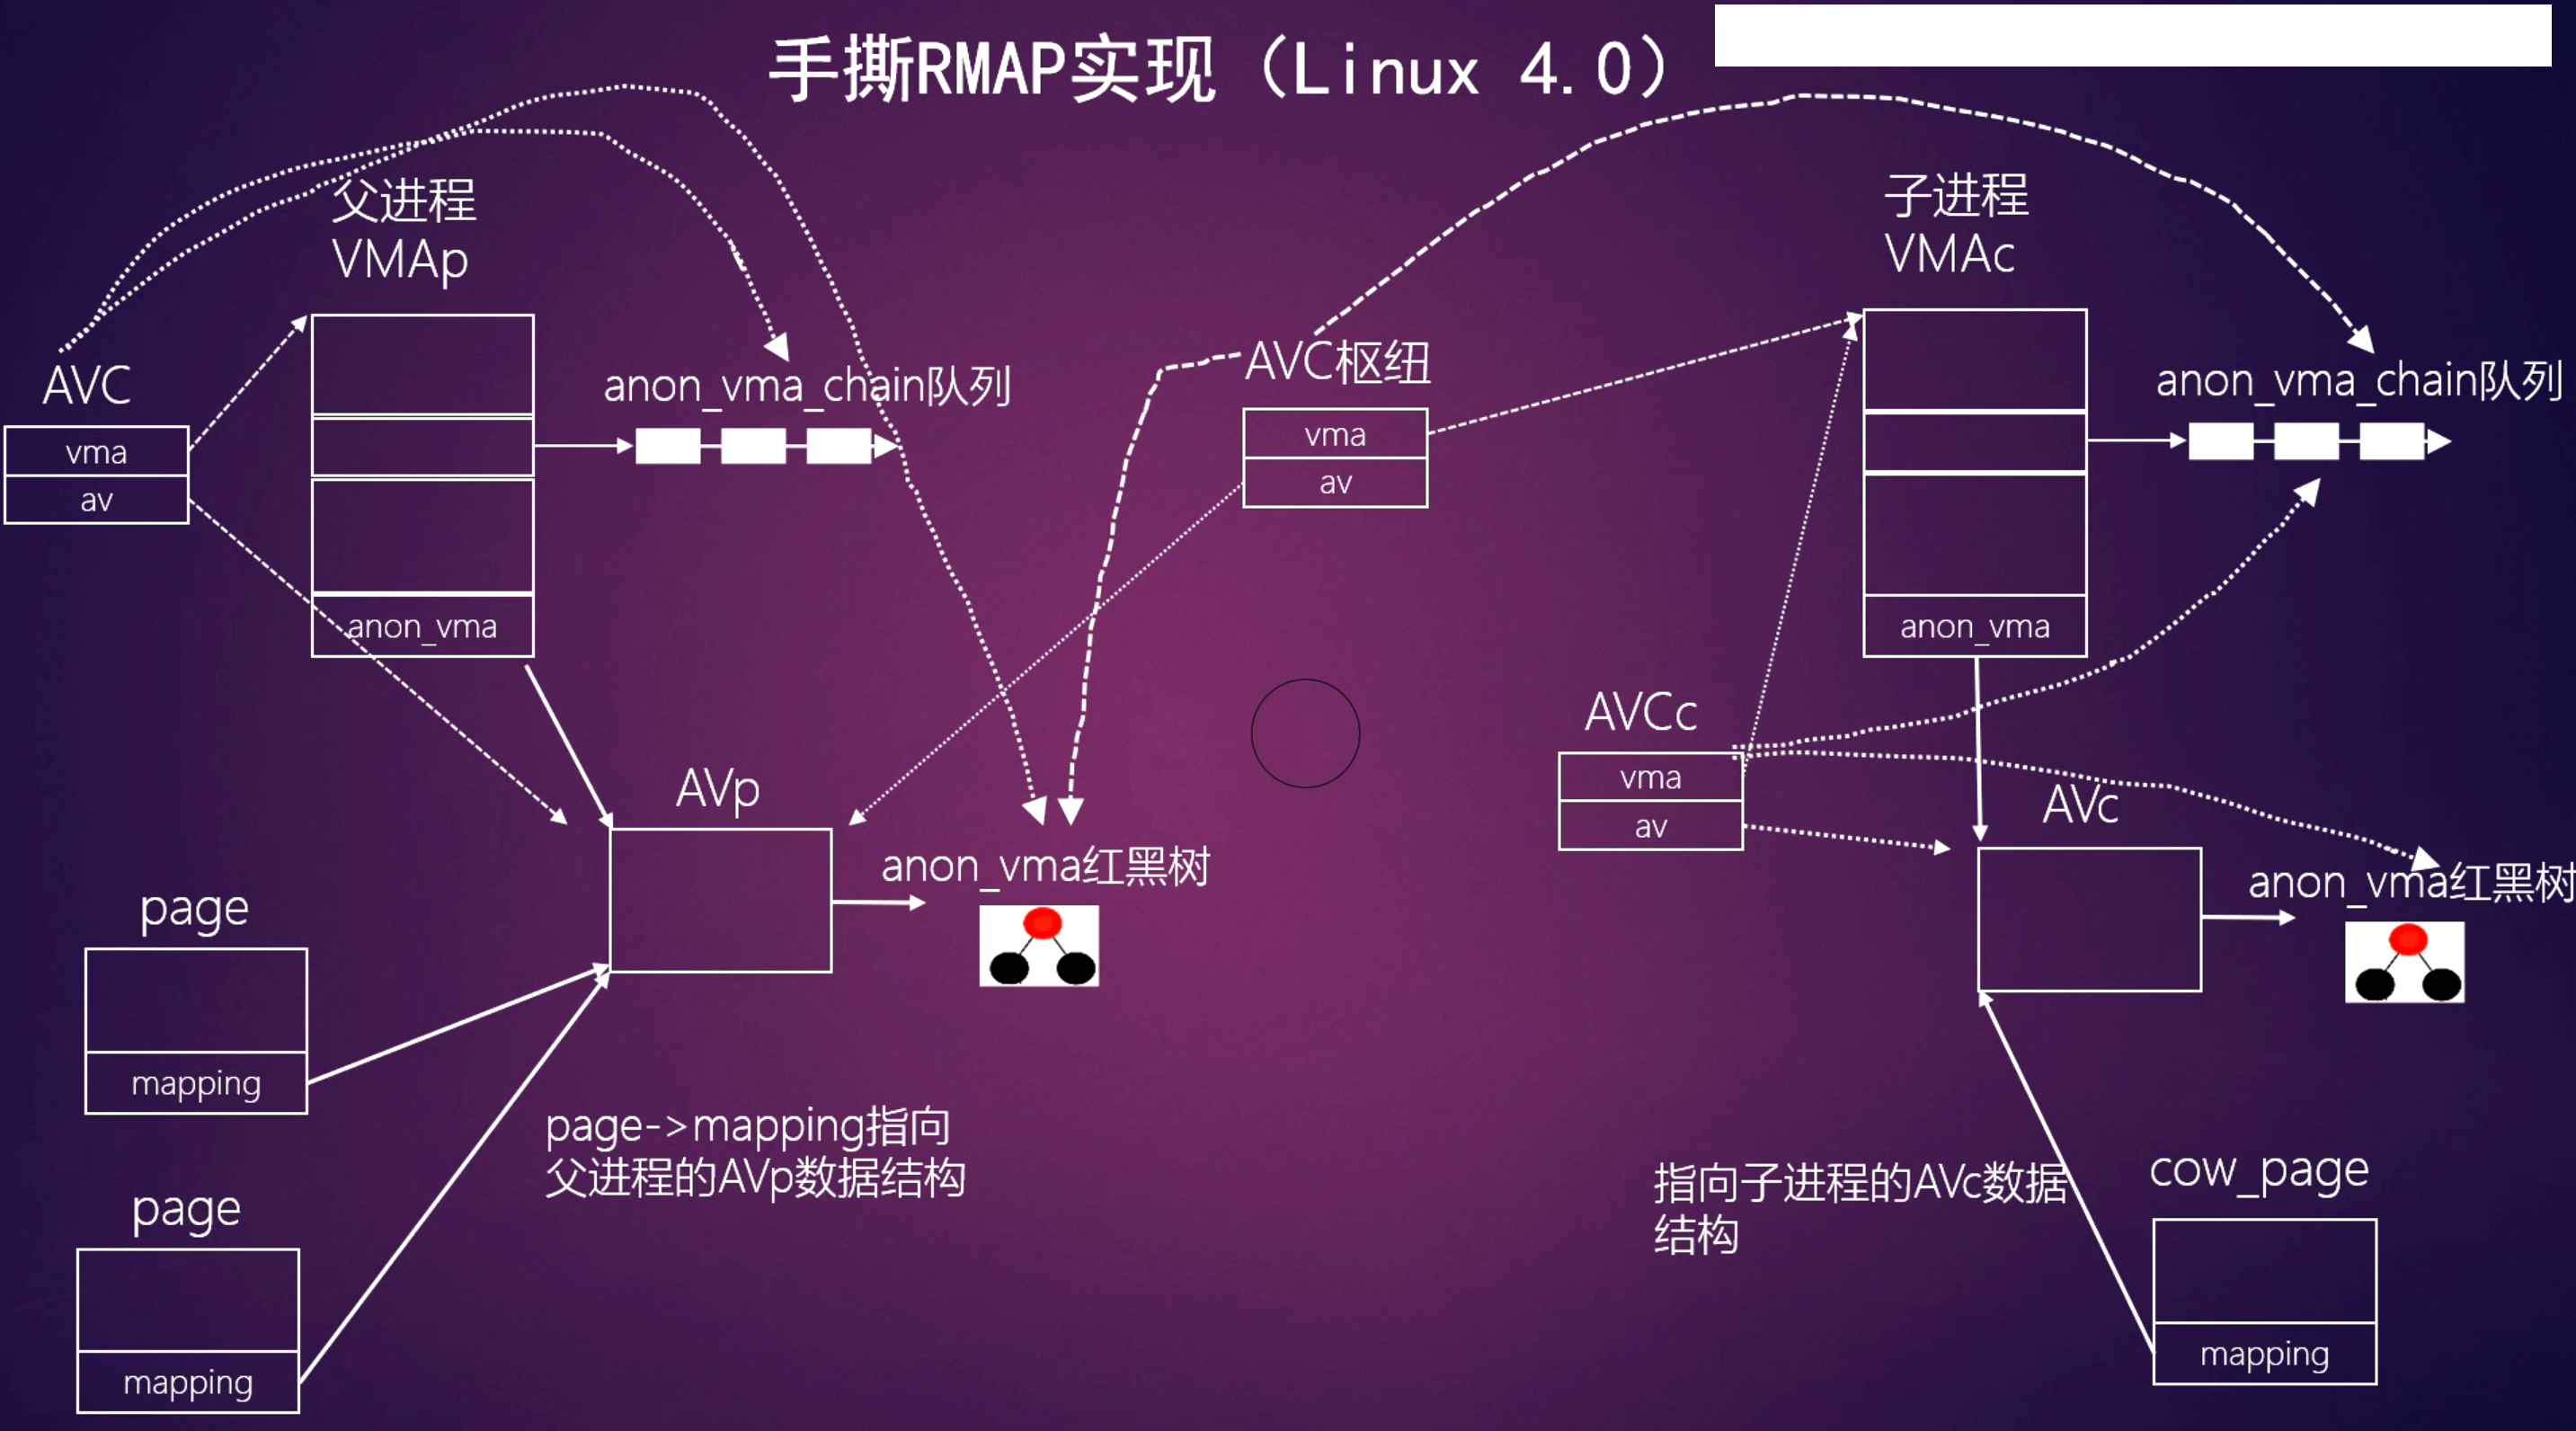 手撕RMAP实现（Linux 4.0）
父进程
VMAp
子进程
VMAc
AVC
vma
av
anon_vma_chain队列
anon_vma
AVC枢纽
vma
av
anon_vma_chain队列
anon_vma
AVCc
vma
av
AVp
anon_vma红黑树
AVc
anon_vma红黑树
page
mapping
page->mapping指向
父进程的AVp数据结构
page
mapping
指向子进程的AVc数据
结构
cow_page
mapping